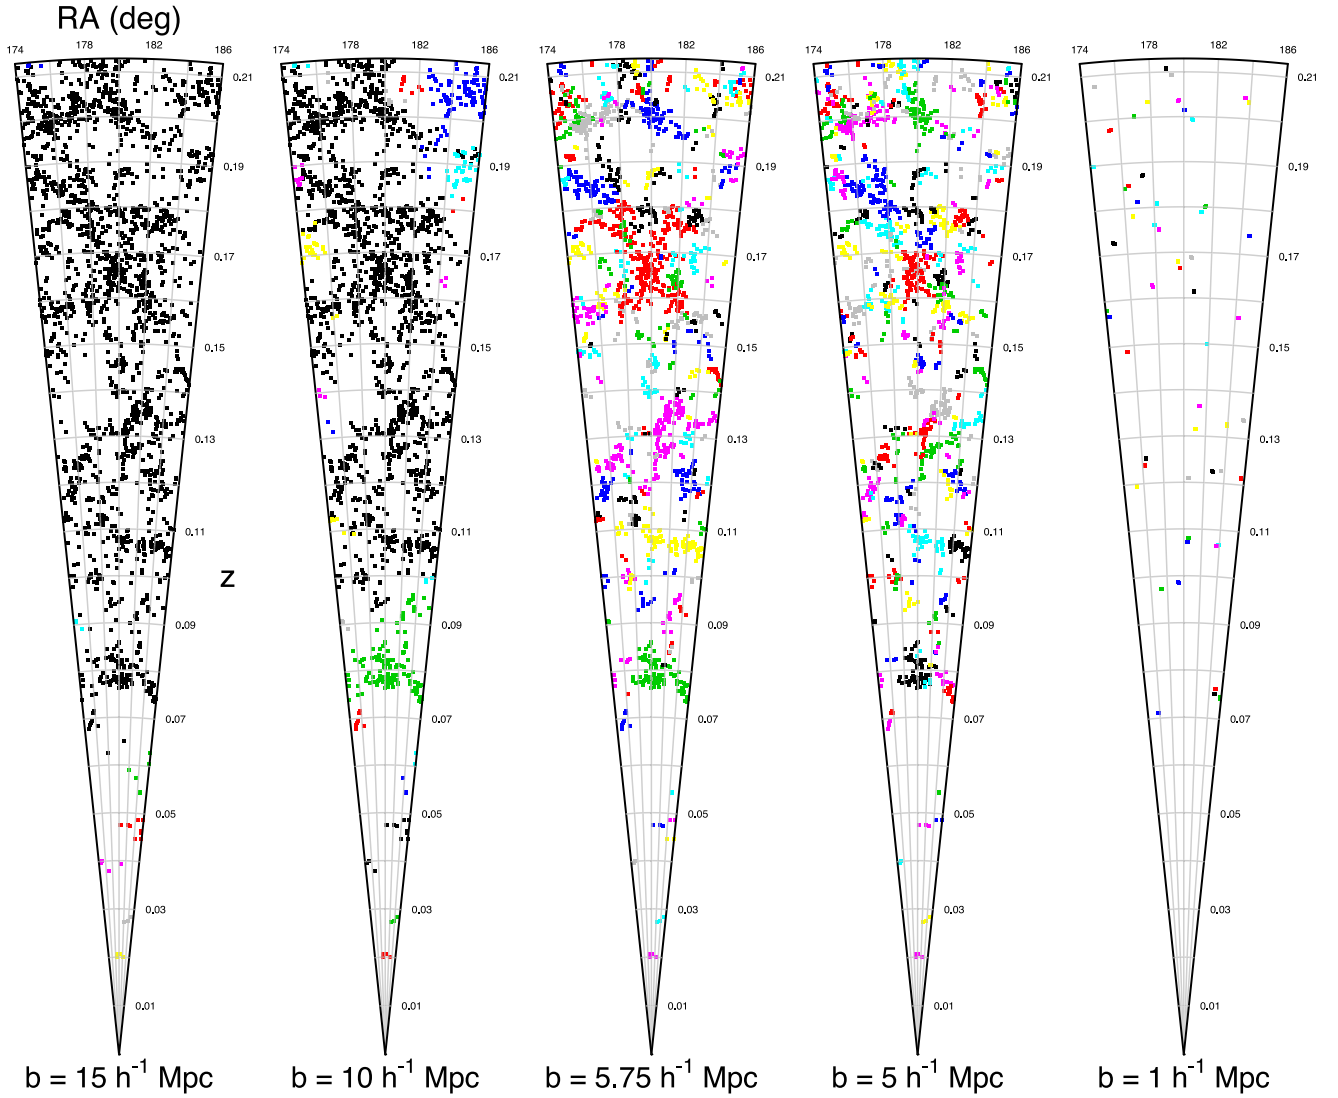 RA (deg)
174 178 182 186 174 178 182 186 174 178 182 186 174 178 182 186 174 178 182 186
0.21 0.21 0.21 0.21 0.21
0.19 0.19 0.19 0.19 0.19
0.17 0.17 0.17 0.17 0.17
0.15 0.15 0.15 0.15 0.15
0.13 0.13 0.13 0.13 0.13
0.11 0.11 0.11 0.11 0.11
z
0.09 0.09 0.09 0.09 0.09
0.07 0.07 0.07 0.07 0.07
0.05 0.05 0.05 0.05 0.05
0.03 0.03 0.03 0.03 0.03
0.01 0.01 0.01 0.01 0.01
b = 15 h⁻¹ Mpc b = 10 h⁻¹ Mpc b = 5.75 h⁻¹ Mpc b = 5 h⁻¹ Mpc b = 1 h⁻¹ Mpc